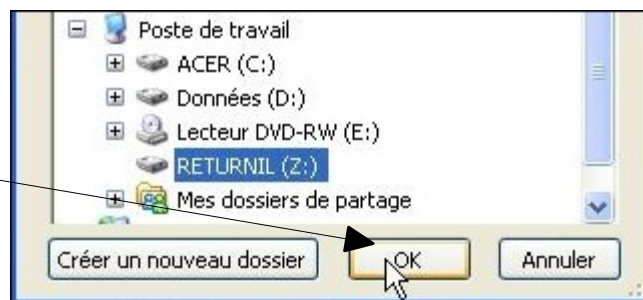 Poste de travail
ACER (C:)
Données (D:)
Lecteur DVD-RW (E:)
RETURNIL (Z:)
Mes dossiers de partage
Créer un nouveau dossier OK Annuler